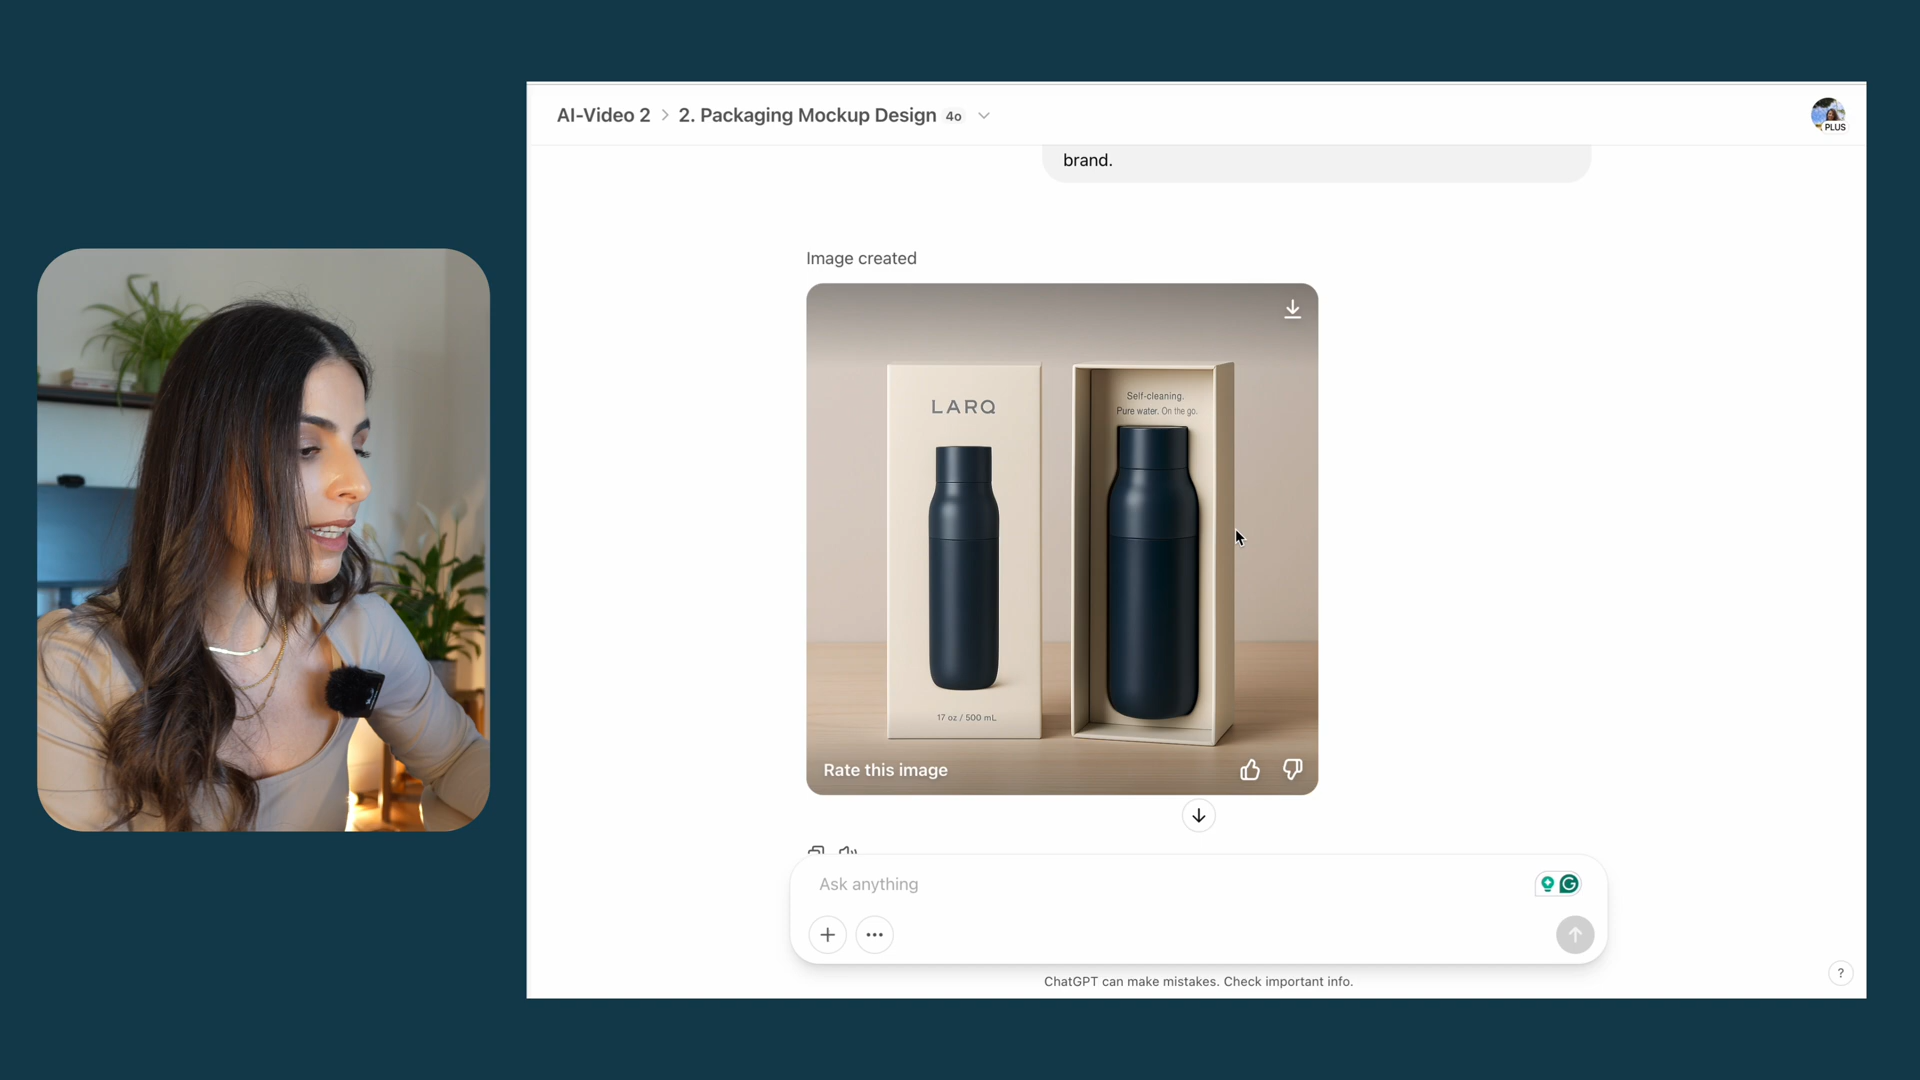 AI-Video 2 > 2. Packaging Mockup Design 4o
PLUS
brand.
Image created
LARQ
17 oz / 500 mL
Self-cleaning.
Pure water. On the go.
Rate this image
Ask anything
ChatGPT can make mistakes. Check important info.
?